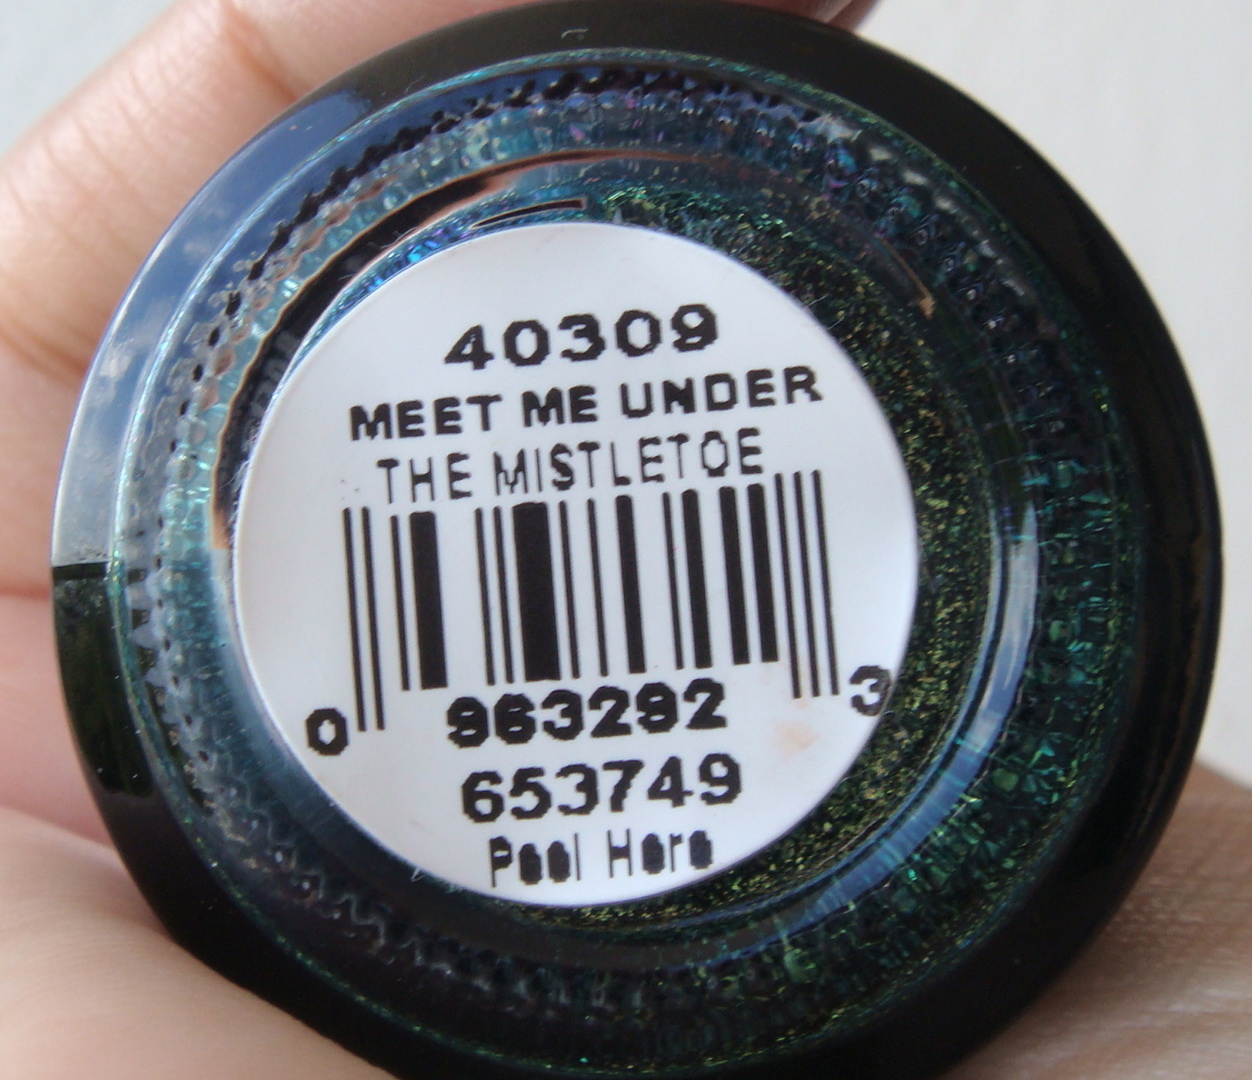 40309
MEET ME UNDER
THE MISTLETOE
0 963292 3
653749
Peel Here